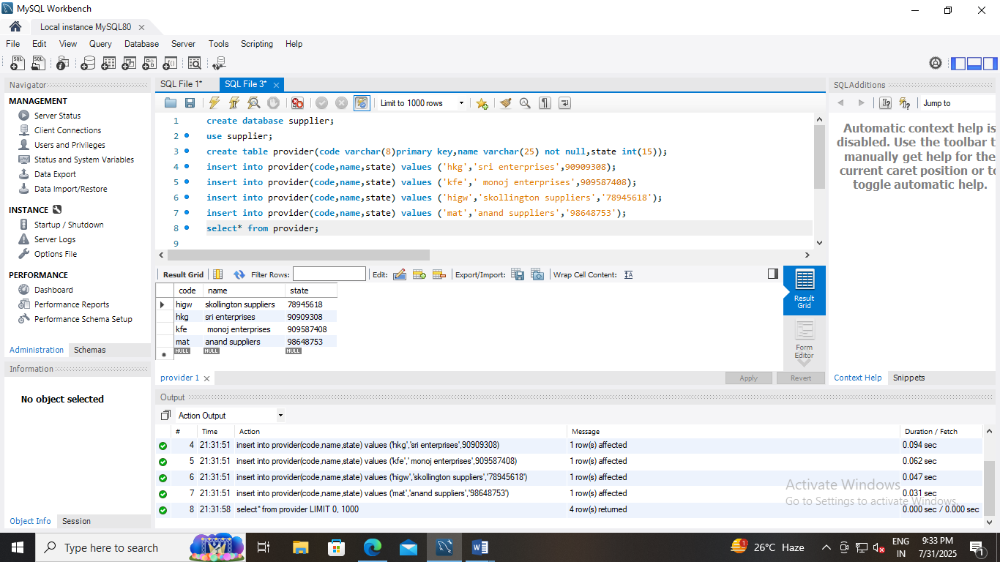 MySQL Workbench
Local instance MySQL80
File Edit View Query Database Server Tools Scripting Help
Navigator
MANAGEMENT
Server Status
Client Connections
Users and Privileges
Status and System Variables
Data Export
Data Import/Restore
INSTANCE
Startup / Shutdown
Server Logs
Options File
PERFORMANCE
Dashboard
Performance Reports
Performance Schema Setup
Administration Schemas
Information
No object selected
Object Info Session
SQL File 1* SQL File 3*
Limit to 1000 rows
1 create database supplier;
2 use supplier;
3 create table provider(code varchar(8)primary key,name varchar(25) not null,state int(15));
4 insert into provider(code,name,state) values ('hkg','sri enterprises',90909308);
5 insert into provider(code,name,state) values ('kfe',' monoj enterprises',909587408);
6 insert into provider(code,name,state) values ('higw','skollington suppliers','78945618');
7 insert into provider(code,name,state) values ('mat','anand suppliers','98648753');
8 select* from provider;
9
Result Grid Filter Rows: Edit: Export/Import: Wrap Cell Content:
code name state
higw skollington suppliers 78945618
hkg sri enterprises 90909308
kfe monoj enterprises 909587408
mat anand suppliers 98648753
NULL NULL NULL
Result Grid
Form Editor
provider 1 Apply Revert
Output
Action Output
# Time Action Message Duration / Fetch
4 21:31:51 insert into provider(code,name,state) values ('hkg','sri enterprises',90909308) 1 row(s) affected 0.094 sec
5 21:31:51 insert into provider(code,name,state) values ('kfe',' monoj enterprises',909587408) 1 row(s) affected 0.062 sec
6 21:31:51 insert into provider(code,name,state) values ('higw','skollington suppliers','78945618') 1 row(s) affected 0.047 sec
7 21:31:51 insert into provider(code,name,state) values ('mat','anand suppliers','98648753') 1 row(s) affected 0.031 sec
8 21:31:58 select* from provider LIMIT 0, 1000 4 row(s) returned 0.000 sec / 0.000 sec
SQLAdditions
Jump to
Automatic context help is
disabled. Use the toolbar t
manually get help for the
current caret position or to
toggle automatic help.
Context Help Snippets
Activate Windows
Go to Settings to activate Windows.
Type here to search
26°C Haze
ENG
IN
9:33 PM
7/31/2025
1